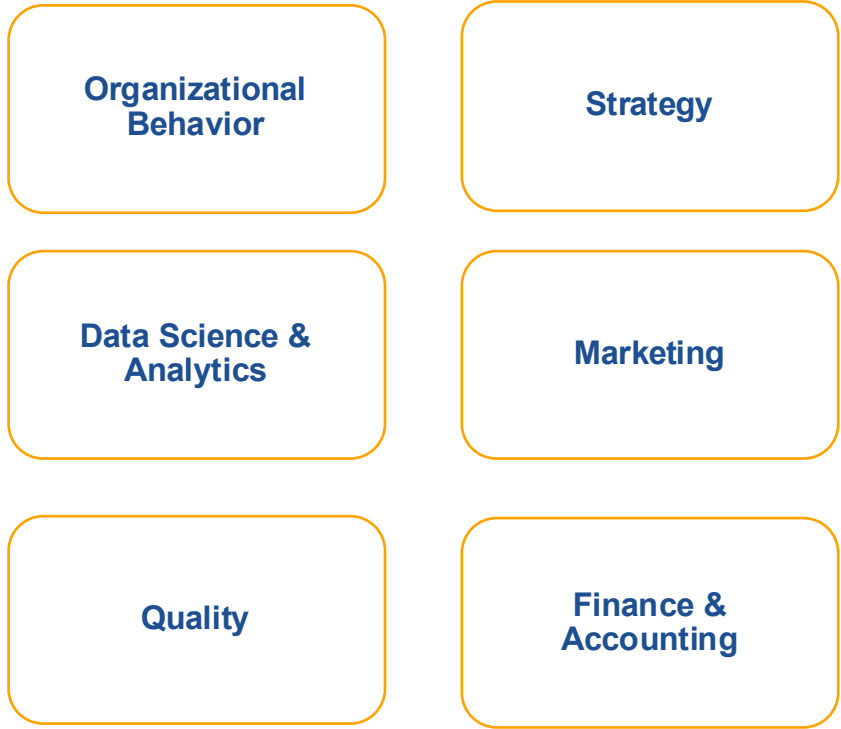 Organizational
Behavior
Strategy
Data Science &
Analytics
Marketing
Quality
Finance &
Accounting